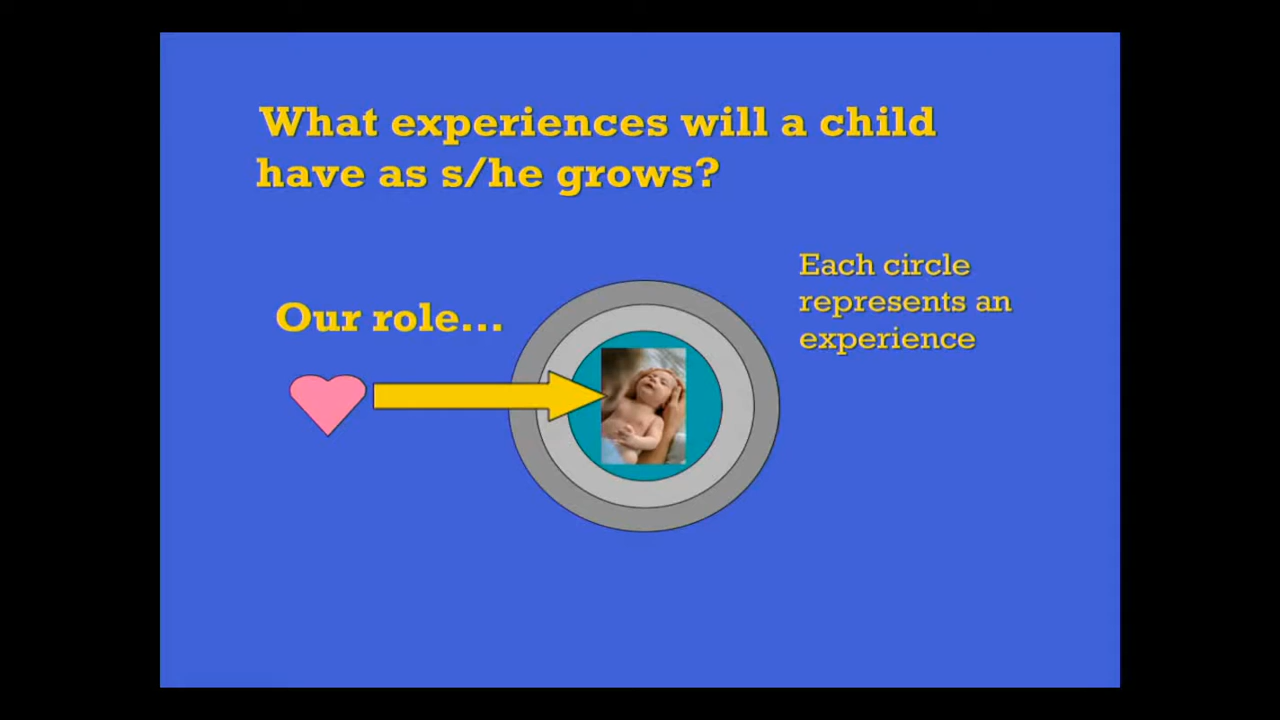 What experiences will a child
have as s/he grows?
Our role...
Each circle
represents an
experience